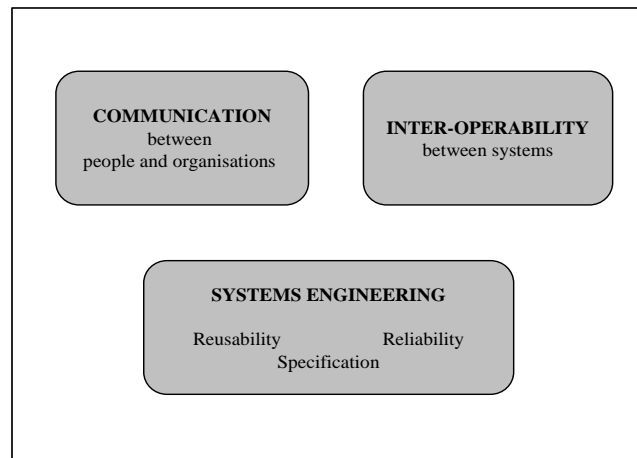 COMMUNICATION
between
people and organisations
INTER-OPERABILITY
between systems
SYSTEMS ENGINEERING
Reusability Reliability
Specification